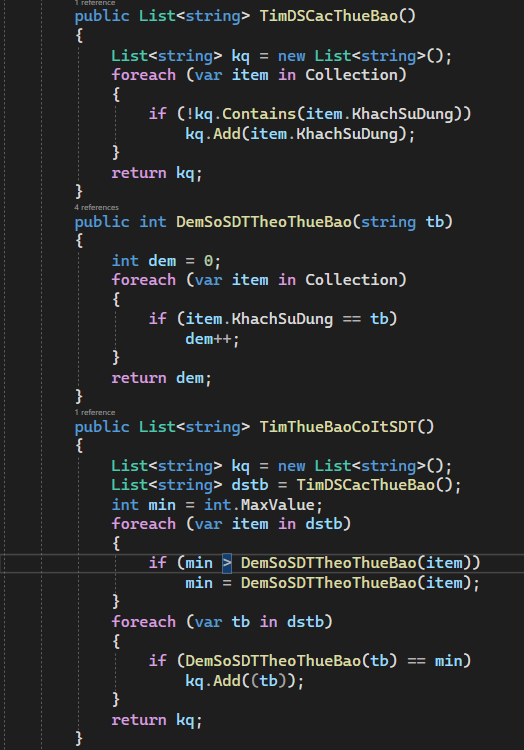 1 reference
public List<string> TimDSCacThueBao()
{
List<string> kq = new List<string>();
foreach (var item in Collection)
{
if (!kq.Contains(item.KhachSuDung))
kq.Add(item.KhachSuDung);
}
return kq;
}
4 references
public int DemSoSDTTheoThueBao(string tb)
{
int dem = 0;
foreach (var item in Collection)
{
if (item.KhachSuDung == tb)
dem++;
}
return dem;
}
1 reference
public List<string> TimThueBaoCoItSDT()
{
List<string> kq = new List<string>();
List<string> dstb = TimDSCacThueBao();
int min = int.MaxValue;
foreach (var item in dstb)
{
if (min > DemSoSDTTheoThueBao(item))
min = DemSoSDTTheoThueBao(item);
}
foreach (var tb in dstb)
{
if (DemSoSDTTheoThueBao(tb) == min)
kq.Add((tb));
}
return kq;
}